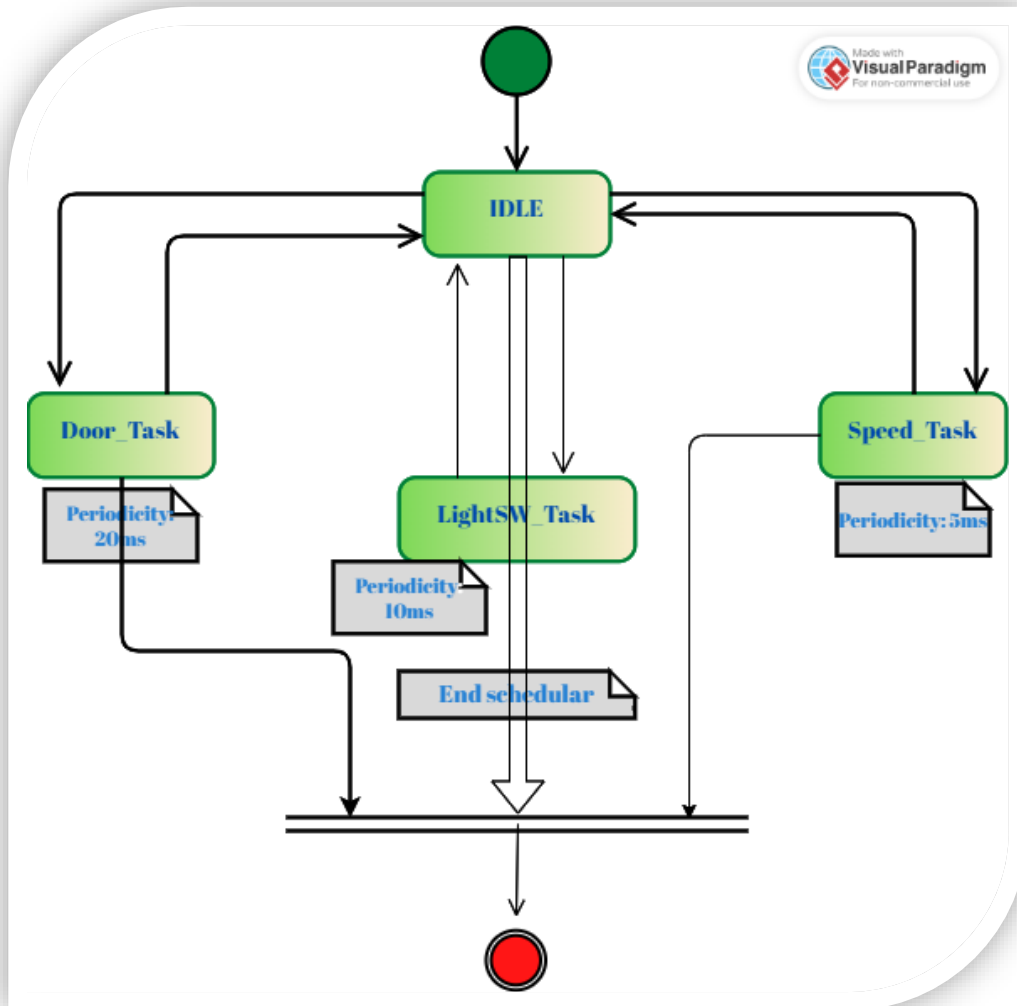 Made with
Visual Paradigm
For non-commercial use
IDLE
Door_Task
Speed_Task
Periodicity:
20ms
LightSW_Task
Periodicity: 5ms
Periodicity:
10ms
End schedular